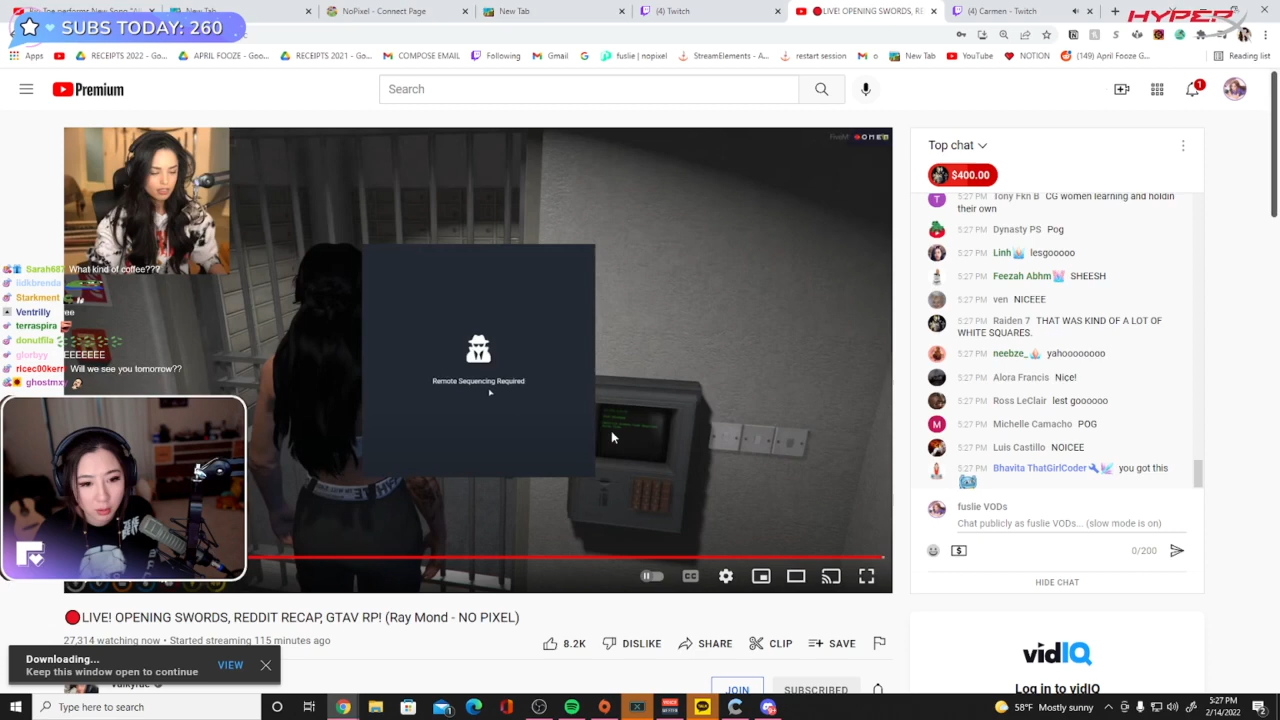 SUBS TODAY: 260
NoPixel - Connect Page
New Tab
(4) Twitch
LIVE! OPENING SWORDS, RE
Carmen - Twitch
HYPER
Apps
RECEIPTS 2022 - Goo...
APRIL FOOZE - Goo...
RECEIPTS 2021 - Goo...
COMPOSE EMAIL
Following
Gmail
fuslie | nopixel
StreamElements - A...
restart session
New Tab
YouTube
NOTION
(149) April Fooze G...
Reading list
Premium
Search
1
Top chat
$400.00
5:27 PM Tony Fkn B CG women learning and holdin
their own
5:27 PM Dynasty PS Pog
5:27 PM Linh lesgooooo
5:27 PM Feezah Abhm SHEESH
5:27 PM ven NICEEE
5:27 PM Raiden 7 THAT WAS KIND OF A LOT OF
WHITE SQUARES.
5:27 PM neebze_ yahoooooooo
5:27 PM Alora Francis Nice!
5:27 PM Ross LeClair lest goooooo
5:27 PM Michelle Camacho POG
5:27 PM Luis Castillo NOICEE
5:27 PM Bhavita ThatGirlCoder you got this
fuslie VODs
Chat publicly as fuslie VODs... (slow mode is on)
0/200
HIDE CHAT
Remote Sequencing Required
What kind of coffee???
iidkbrenda
Starkment
Ventrilly
terraspira
donutfila
glorbyy
Will we see you tomorrow??
LIVE! OPENING SWORDS, REDDIT RECAP, GTAV RP! (Ray Mond - NO PIXEL)
27,314 watching now • Started streaming 115 minutes ago
8.2K
DISLIKE
SHARE
CLIP
SAVE
Downloading...
Keep this window open to continue
VIEW
JOIN
SUBSCRIBED
vidIQ
Log in to vidIQ
Type here to search
58°F Mostly sunny
5:27 PM
2/14/2022